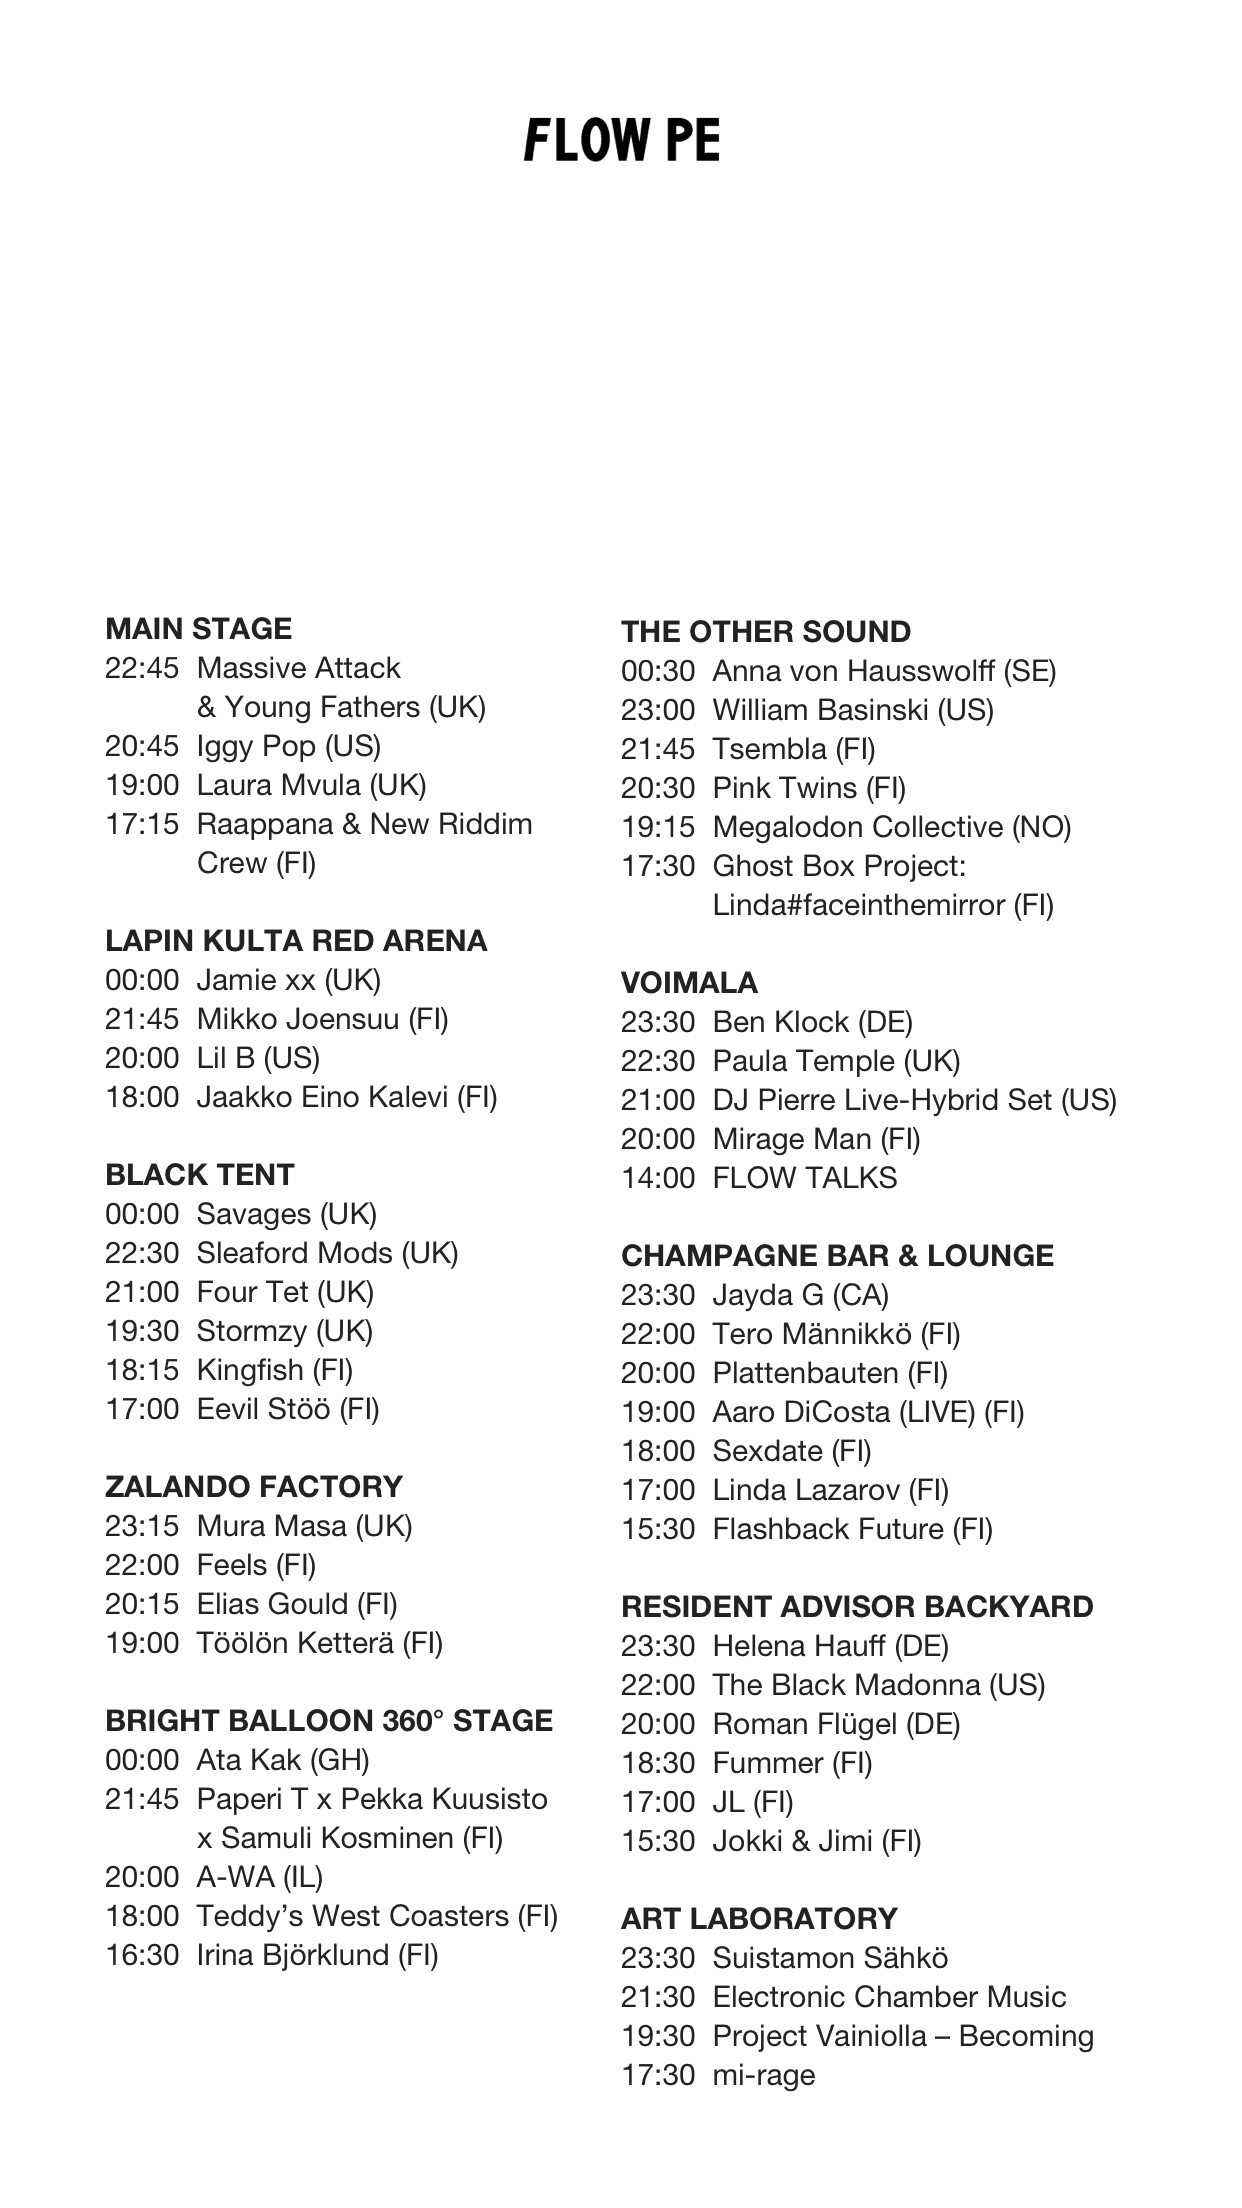 FLOW PE
MAIN STAGE
22:45 Massive Attack
& Young Fathers (UK)
20:45 Iggy Pop (US)
19:00 Laura Mvula (UK)
17:15 Raappana & New Riddim
Crew (FI)
LAPIN KULTA RED ARENA
00:00 Jamie xx (UK)
21:45 Mikko Joensuu (FI)
20:00 Lil B (US)
18:00 Jaakko Eino Kalevi (FI)
BLACK TENT
00:00 Savages (UK)
22:30 Sleaford Mods (UK)
21:00 Four Tet (UK)
19:30 Stormzy (UK)
18:15 Kingfish (FI)
17:00 Eevil Stöö (FI)
ZALANDO FACTORY
23:15 Mura Masa (UK)
22:00 Feels (FI)
20:15 Elias Gould (FI)
19:00 Töölön Ketterä (FI)
BRIGHT BALLOON 360° STAGE
00:00 Ata Kak (GH)
21:45 Paperi T x Pekka Kuusisto
x Samuli Kosminen (FI)
20:00 A-WA (IL)
18:00 Teddy’s West Coasters (FI)
16:30 Irina Björklund (FI)
THE OTHER SOUND
00:30 Anna von Hausswolff (SE)
23:00 William Basinski (US)
21:45 Tsembla (FI)
20:30 Pink Twins (FI)
19:15 Megalodon Collective (NO)
17:30 Ghost Box Project:
Linda#faceinthemirror (FI)
VOIMALA
23:30 Ben Klock (DE)
22:30 Paula Temple (UK)
21:00 DJ Pierre Live-Hybrid Set (US)
20:00 Mirage Man (FI)
14:00 FLOW TALKS
CHAMPAGNE BAR & LOUNGE
23:30 Jayda G (CA)
22:00 Tero Männikkö (FI)
20:00 Plattenbauten (FI)
19:00 Aaro DiCosta (LIVE) (FI)
18:00 Sexdate (FI)
17:00 Linda Lazarov (FI)
15:30 Flashback Future (FI)
RESIDENT ADVISOR BACKYARD
23:30 Helena Hauff (DE)
22:00 The Black Madonna (US)
20:00 Roman Flügel (DE)
18:30 Fummer (FI)
17:00 JL (FI)
15:30 Jokki & Jimi (FI)
ART LABORATORY
23:30 Suistamon Sähkö
21:30 Electronic Chamber Music
19:30 Project Vainiolla – Becoming
17:30 mi-rage